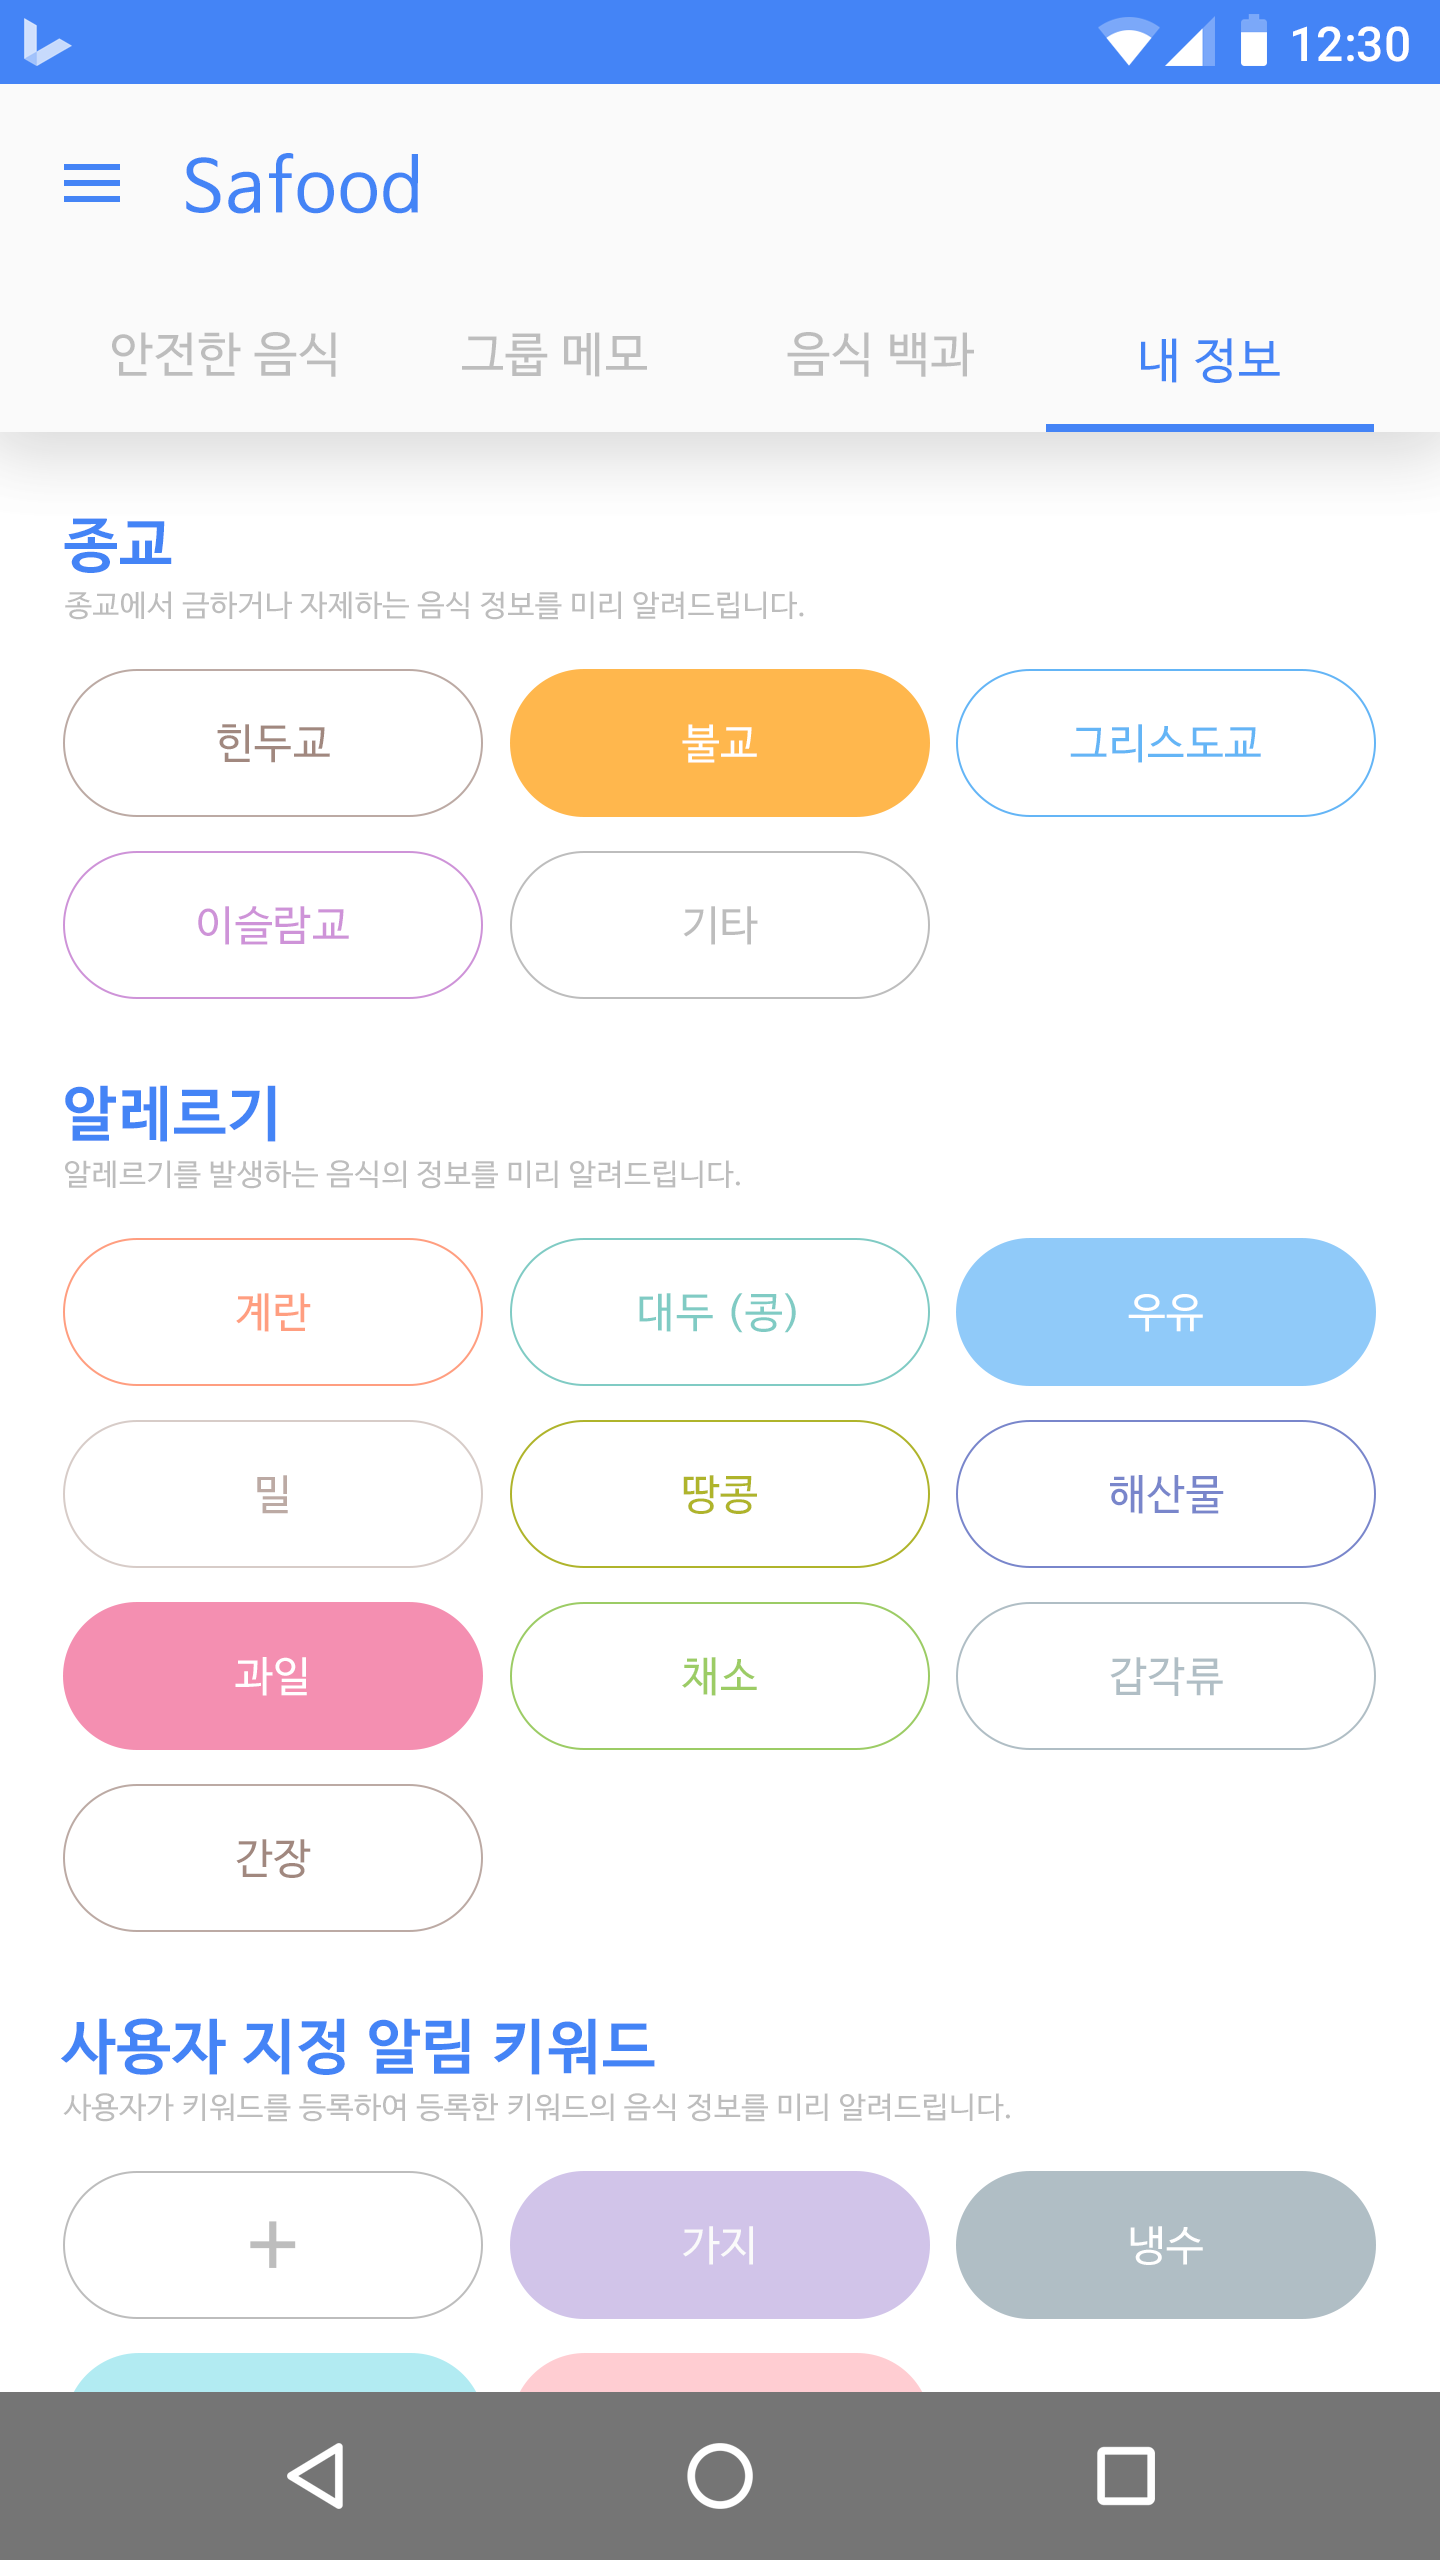 12:30
Safood
안전한 음식 그룹 메모 음식 백과 내 정보
종교
종교에서 금하거나 자제하는 음식 정보를 미리 알려드립니다.
힌두교 불교 그리스도교
이슬람교 기타
알레르기
알레르기를 발생하는 음식의 정보를 미리 알려드립니다.
계란 대두 (콩) 우유
밀 땅콩 해산물
과일 채소 갑각류
간장
사용자 지정 알림 키워드
사용자가 키워드를 등록하여 등록한 키워드의 음식 정보를 미리 알려드립니다.
+ 가지 냉수